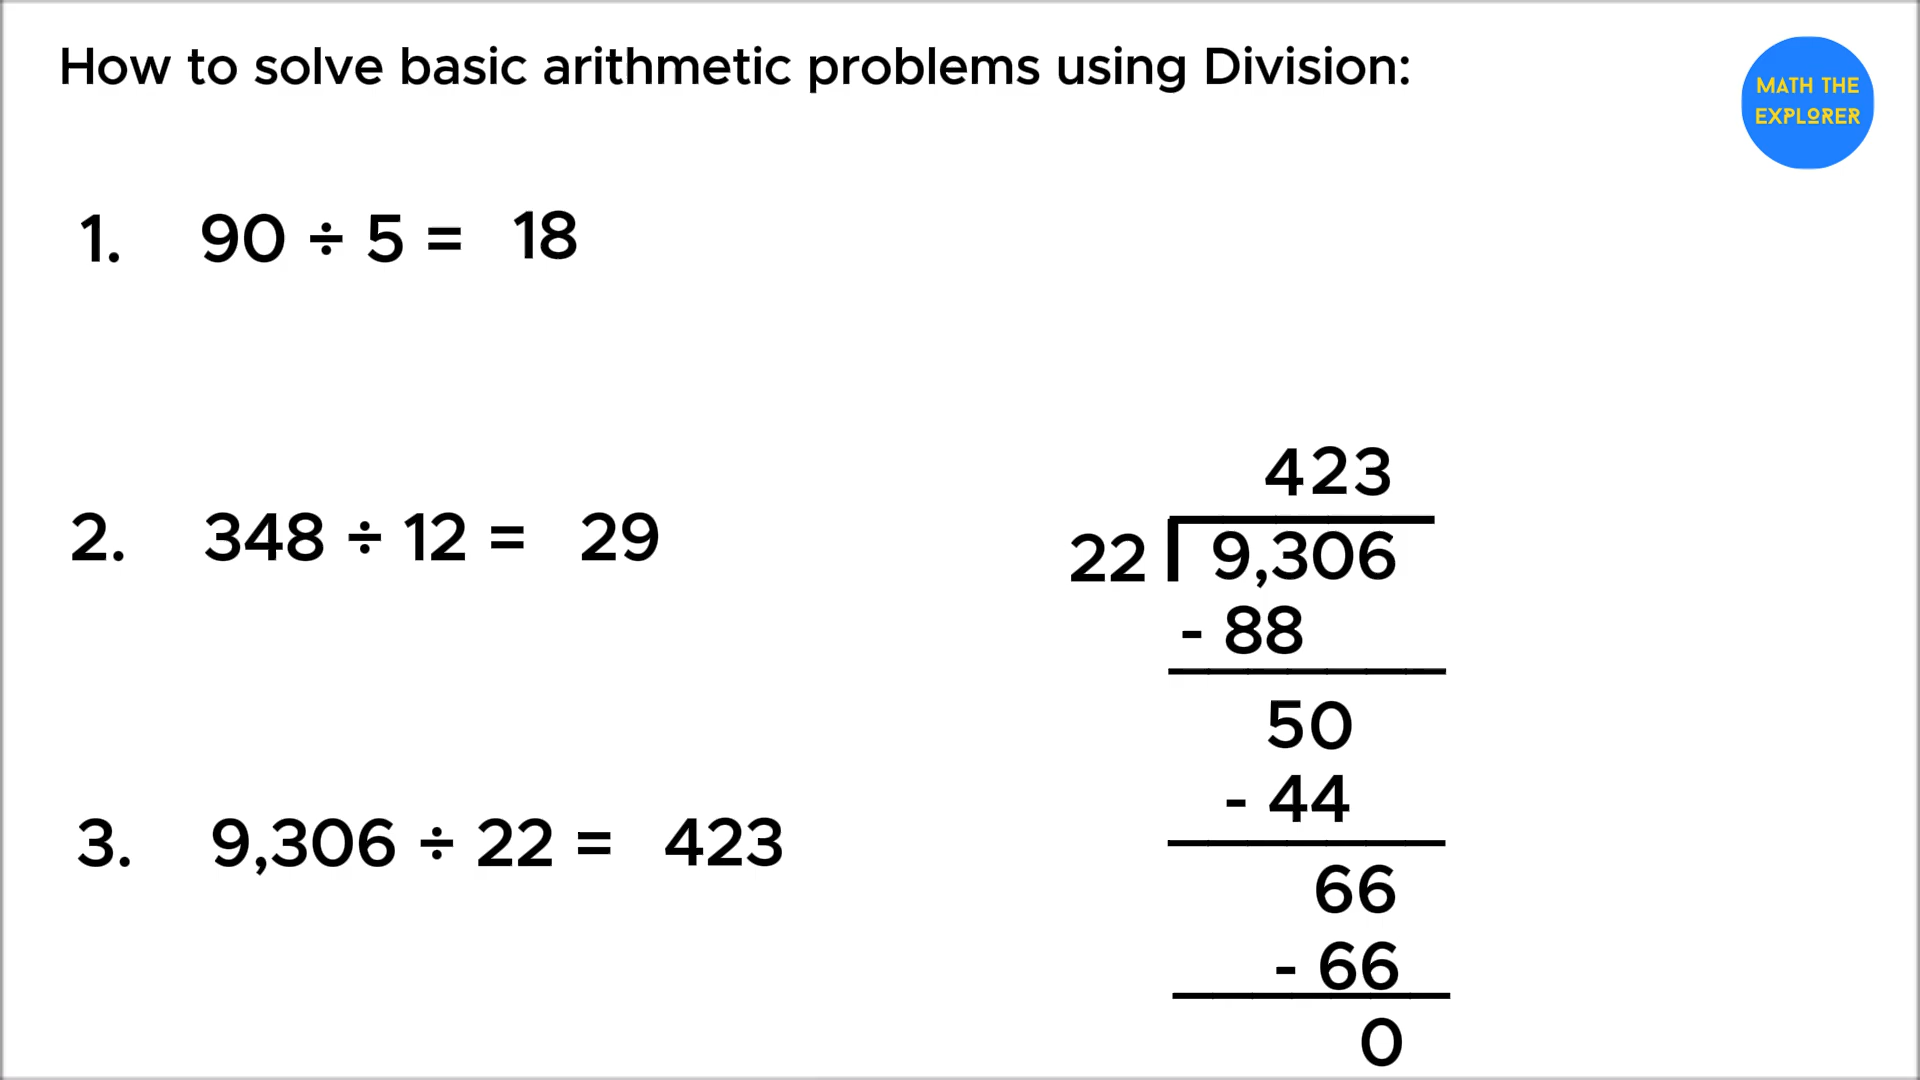 How to solve basic arithmetic problems using Division:
MATH THE
EXPLORER
1. 90 ÷ 5 = 18
2. 348 ÷ 12 = 29
3. 9,306 ÷ 22 = 423
423
22 9,306
- 88
50
- 44
66
- 66
0